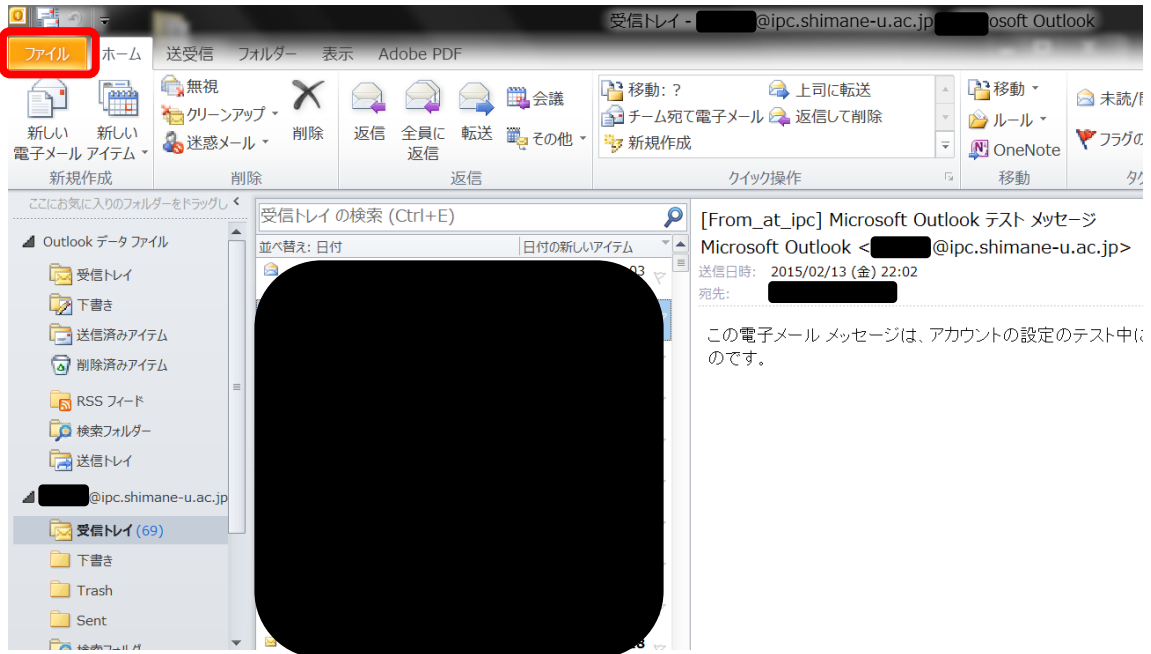 受信トレイ - @ipc.shimane-u.ac.jp osoft Outlook
ファイル ホーム 送受信 フォルダー 表示 Adobe PDF
新しい
電子メール
新しい
アイテム
新規作成
無視
クリーンアップ
迷惑メール
削除
削除
返信
全員に
返信
転送
会議
その他
返信
移動: ?
上司に転送
チーム宛て電子メール
返信して削除
新規作成
クイック操作
移動
ルール
OneNote
移動
未読/
フラグの
ここにお気に入りのフォルダーをドラッグし
Outlook データ ファイル
受信トレイ
下書き
送信済みアイテム
削除済みアイテム
RSS フィード
検索フォルダー
送信トレイ
@ipc.shimane-u.ac.jp
受信トレイ (69)
下書き
Trash
Sent
検索フォルダ
受信トレイ の検索 (Ctrl+E)
並べ替え: 日付 日付の新しいアイテム
03
[From_at_ipc] Microsoft Outlook テスト メッセージ
Microsoft Outlook < @ipc.shimane-u.ac.jp>
送信日時: 2015/02/13 (金) 22:02
宛先:
この電子メール メッセージは、アカウントの設定のテスト中に
のです。